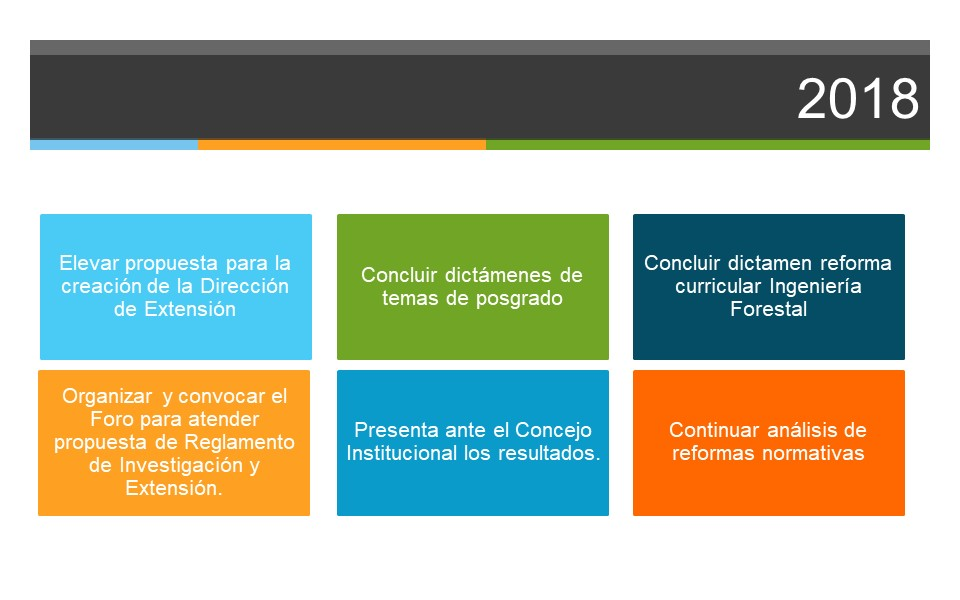 2018
Elevar propuesta para la
creación de la Dirección
de Extensión
Concluir dictámenes de
temas de posgrado
Concluir dictamen reforma
curricular Ingeniería
Forestal
Organizar y convocar el
Foro para atender
propuesta de Reglamento
de Investigación y
Extensión.
Presenta ante el Concejo
Institucional los resultados.
Continuar análisis de
reformas normativas